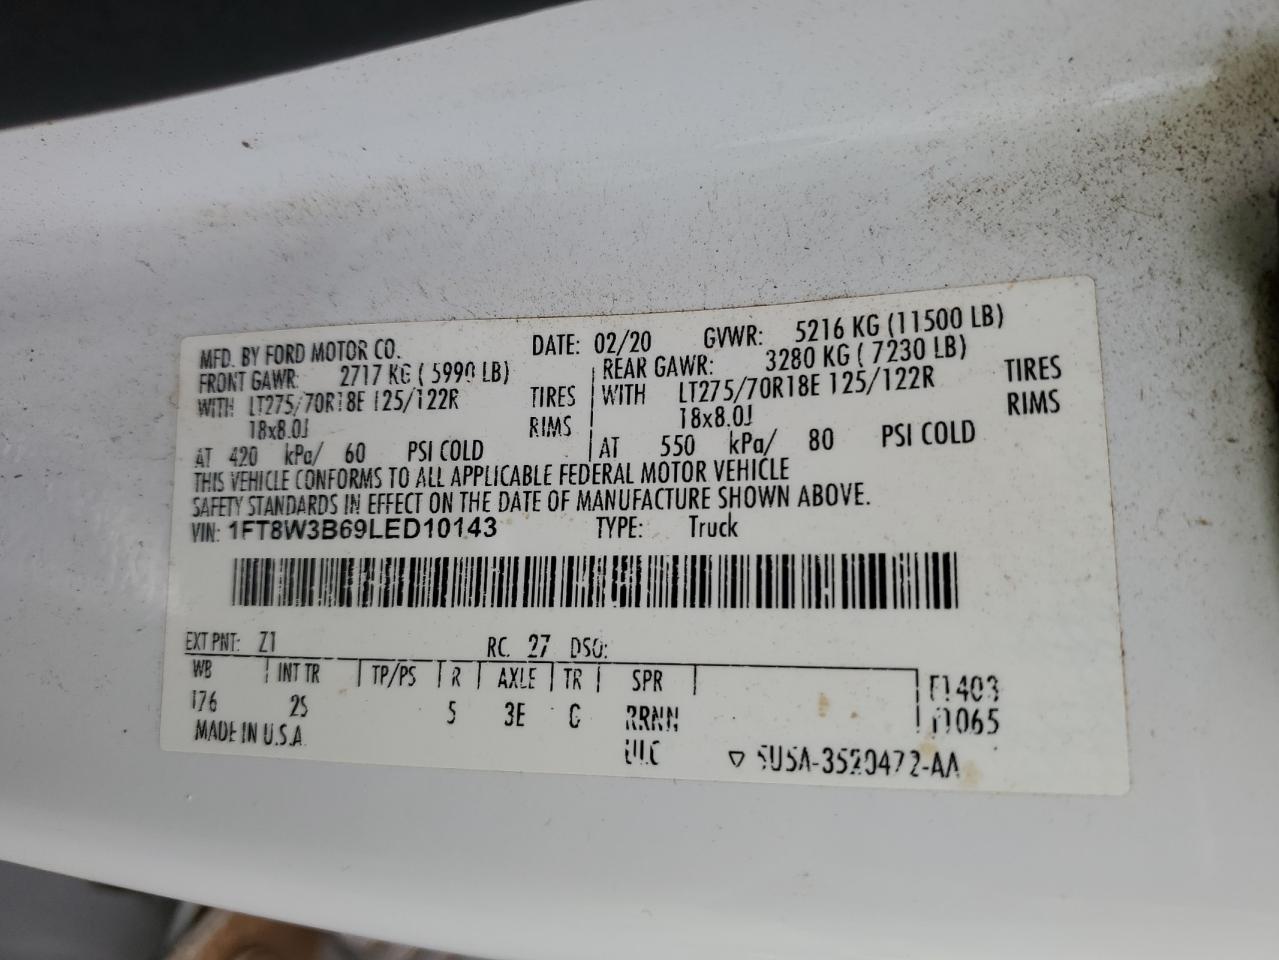 MFD. BY FORD MOTOR CO. DATE: 02/20 GVWR: 5216 KG (11500 LB)
FRONT GAWR: 2717 KG ( 5990 LB) REAR GAWR: 3280 KG ( 7230 LB)
WITH LT275/70R18E 125/122R TIRES WITH LT275/70R18E 125/122R TIRES
18x8.0J RIMS 18x8.0J RIMS
AT 420 kPa/ 60 PSI COLD AT 550 kPa/ 80 PSI COLD
THIS VEHICLE CONFORMS TO ALL APPLICABLE FEDERAL MOTOR VEHICLE
SAFETY STANDARDS IN EFFECT ON THE DATE OF MANUFACTURE SHOWN ABOVE.
VIN: 1FT8W3B69LED10143 TYPE: Truck
EXT PNT: Z1 RC: 27 DSO:
WB INT TR TP/PS R AXLE TR SPR F1403
176 2S 5 3E RRNN 11065
MADE IN U.S.A. ▽ 5U5A-3520472-AA